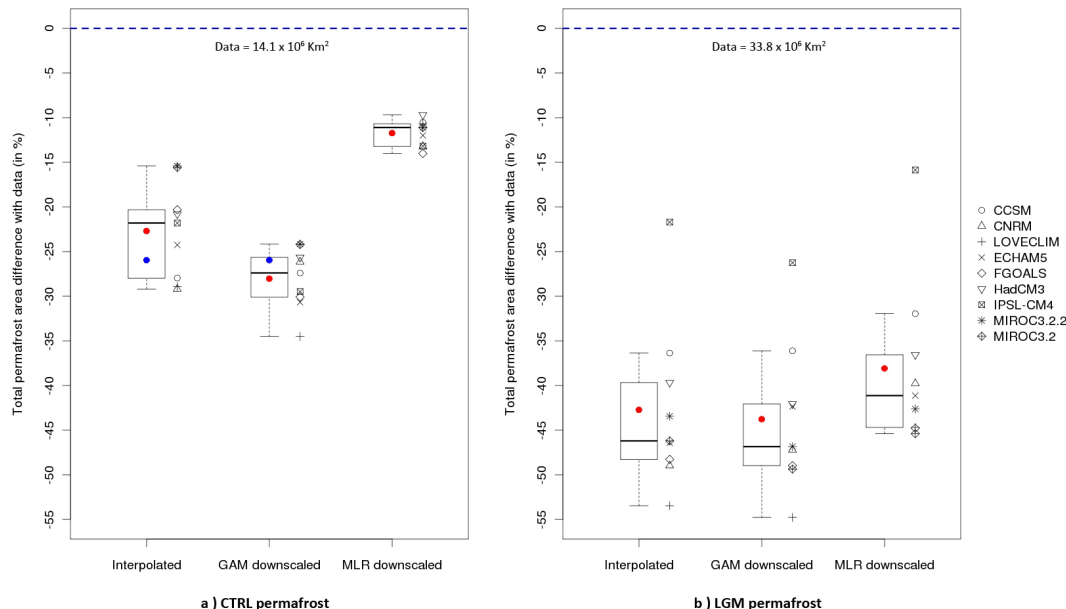 Total permafrost area difference with data (in %)
0
-10
-15
-20
-25
-30
-35
-40
-45
-50
-55
-5
Data = 14.1 x 10⁶ Km²
Interpolated
GAM downscaled
MLR downscaled
a ) CTRL permafrost
Total permafrost area difference with data (in %)
0
-5
-10
-15
-20
-25
-30
-35
-40
-45
-50
-55
Data = 33.8 x 10⁶ Km²
Interpolated
GAM downscaled
MLR downscaled
b ) LGM permafrost
CCSM
CNRM
LOVECLIM
ECHAM5
FGOALS
HadCM3
IPSL-CM4
MIROC3.2.2
MIROC3.2